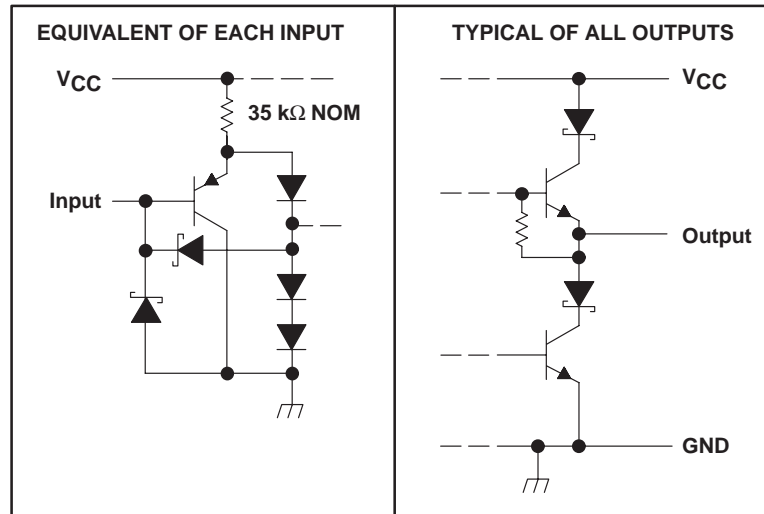 EQUIVALENT OF EACH INPUT
VCC
35 kΩ NOM
Input
TYPICAL OF ALL OUTPUTS
VCC
Output
GND